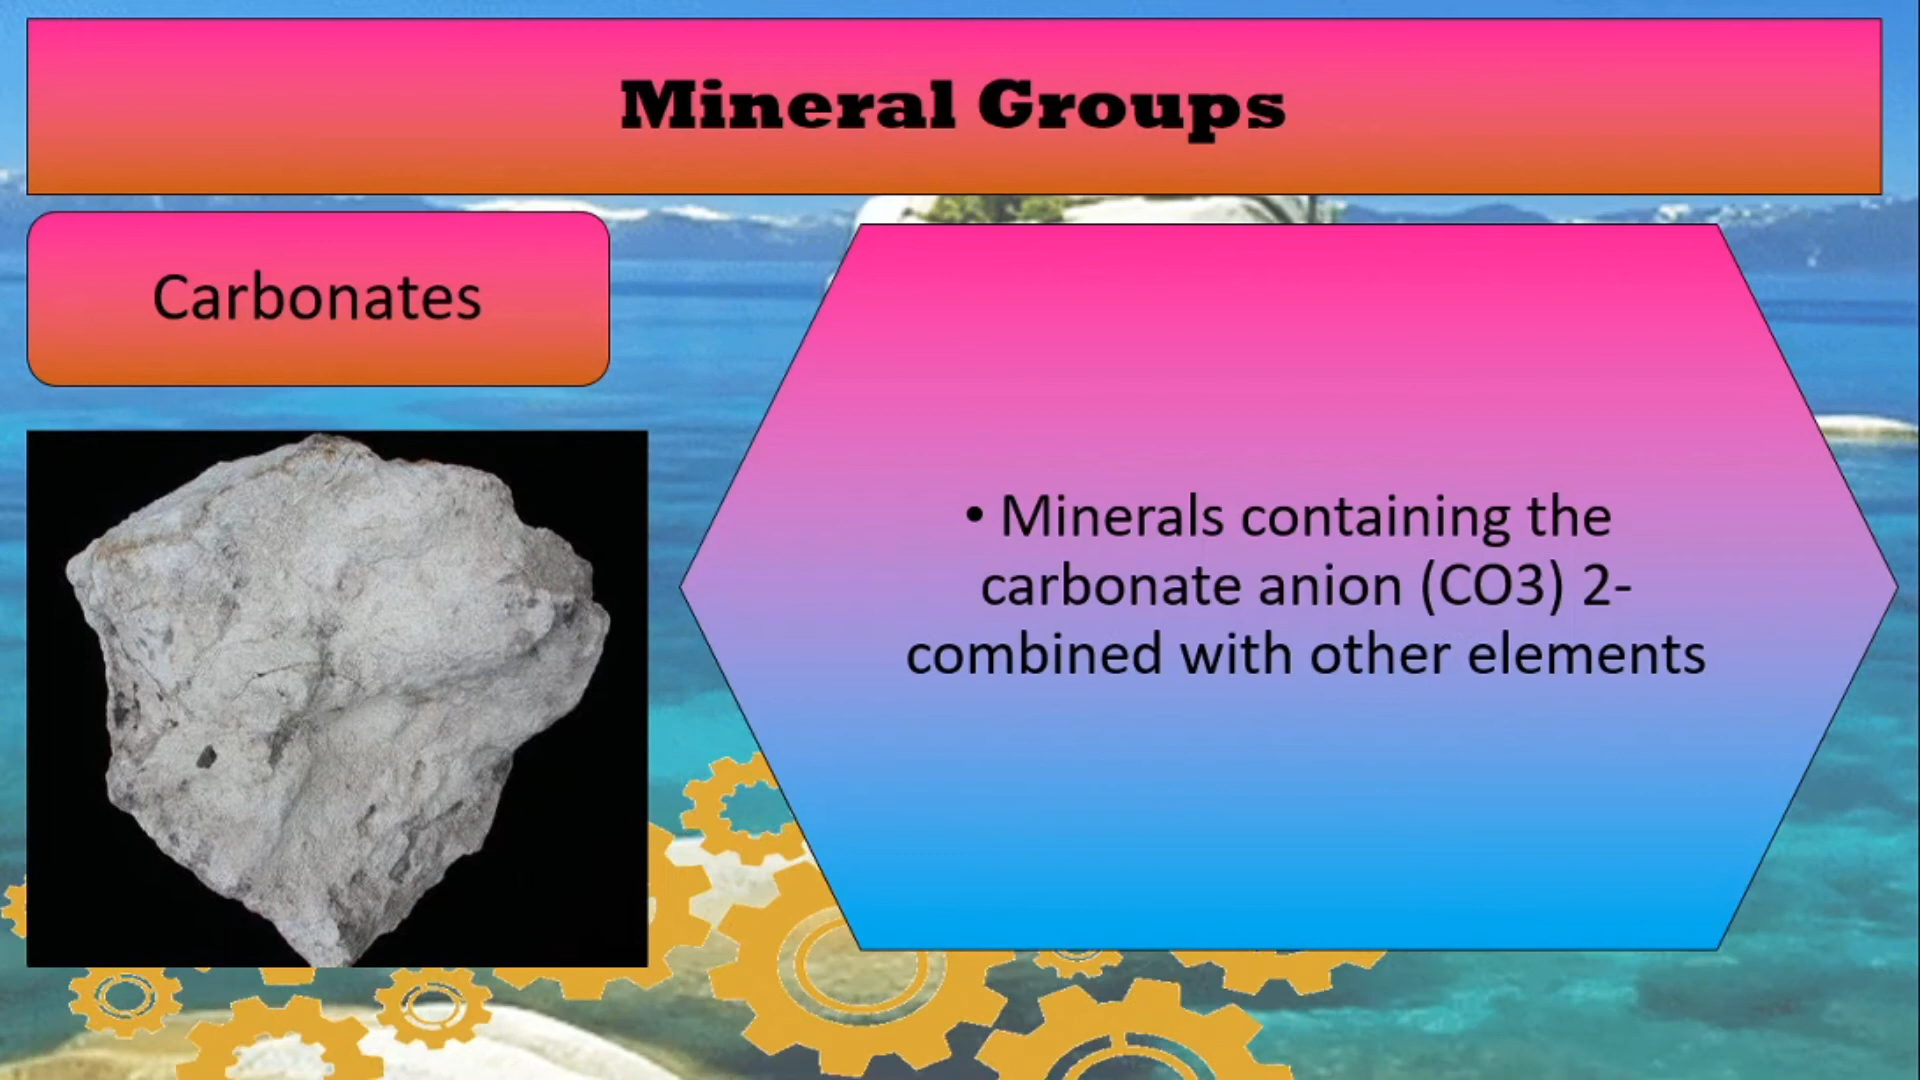 Mineral Groups
Carbonates
• Minerals containing the
carbonate anion (CO3) 2-
combined with other elements